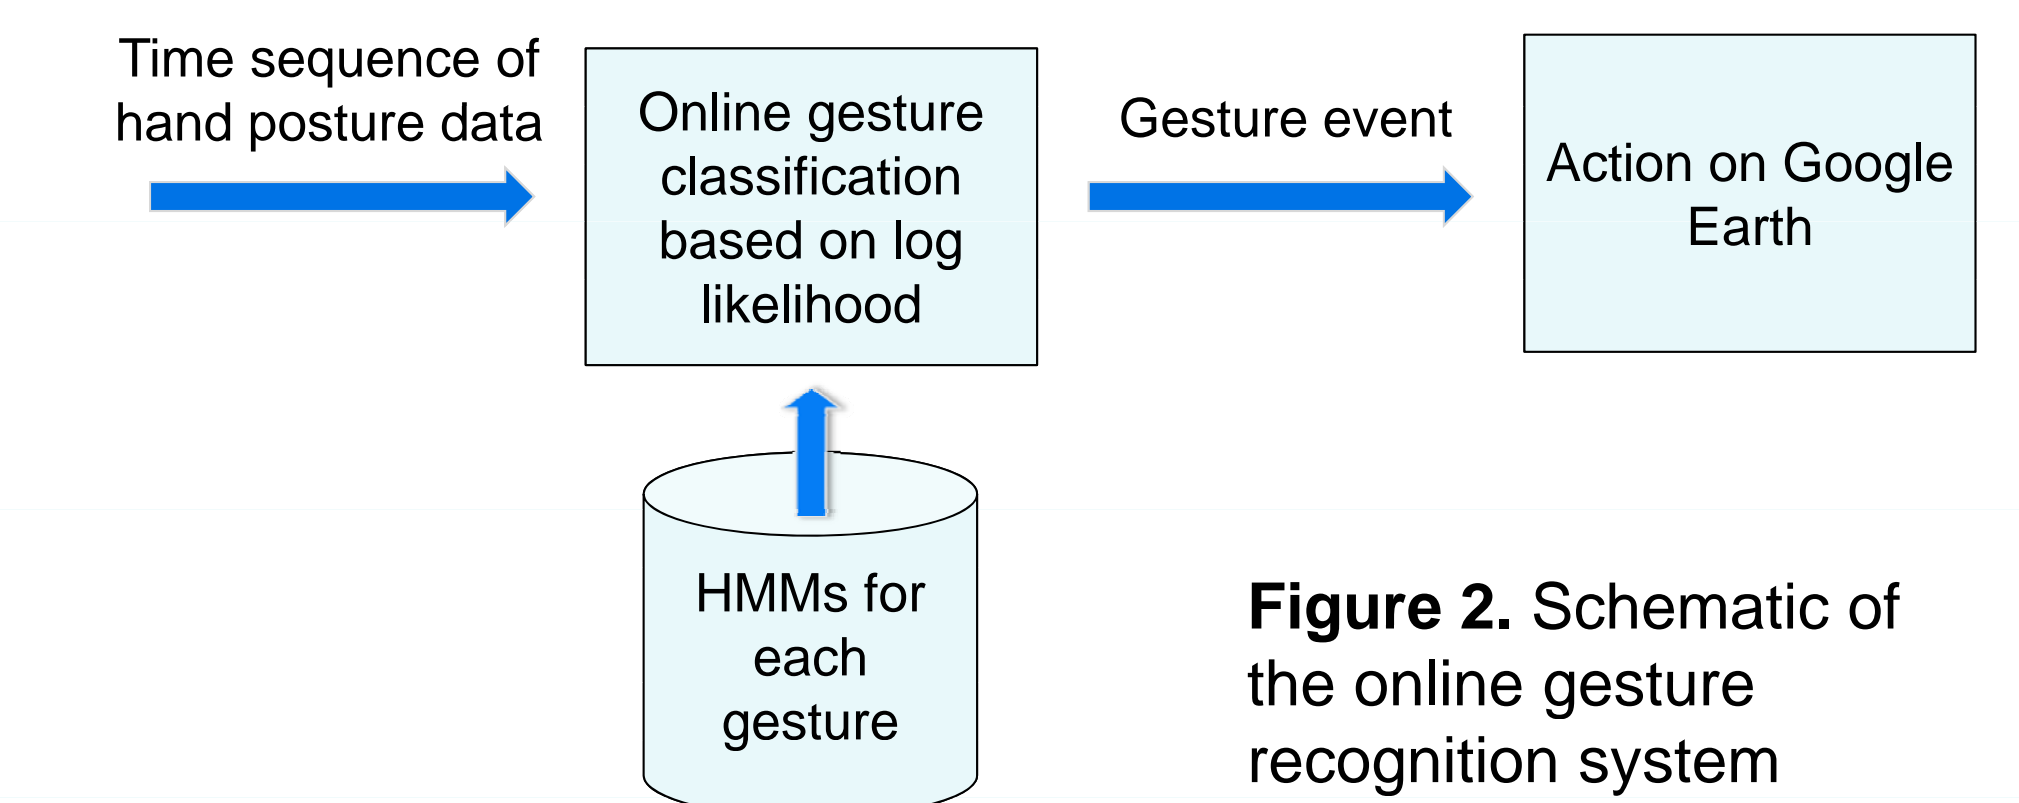 Time sequence of
hand posture data
Online gesture
classification
based on log
likelihood
Gesture event
Action on Google
Earth
HMMs for
each
gesture
Figure 2. Schematic of
the online gesture
recognition system